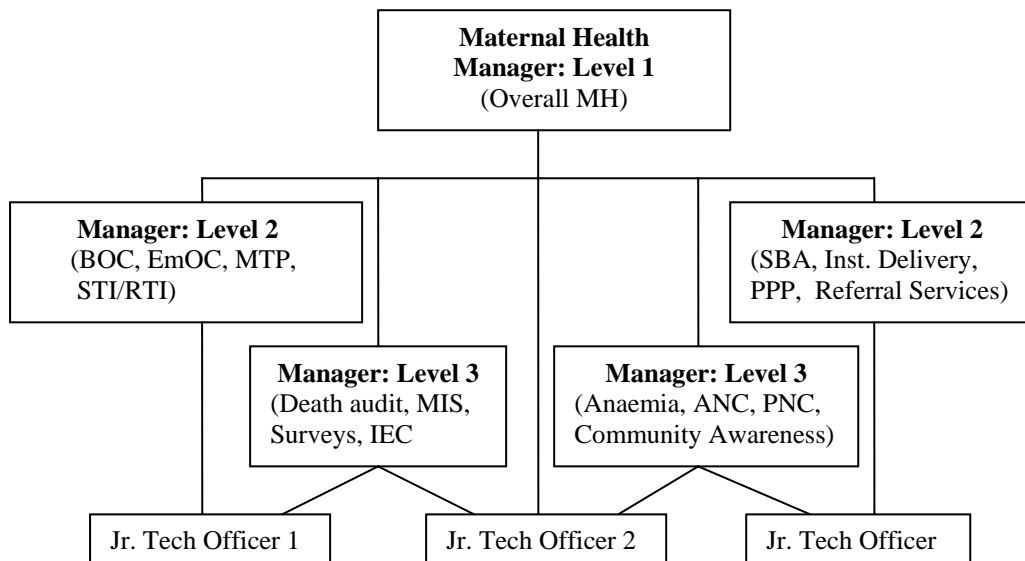 Maternal Health
Manager: Level 1
(Overall MH)
Manager: Level 2
(BOC, EmOC, MTP,
STI/RTI)
Manager: Level 2
(SBA, Inst. Delivery,
PPP, Referral Services)
Manager: Level 3
(Death audit, MIS,
Surveys, IEC
Manager: Level 3
(Anaemia, ANC, PNC,
Community Awareness)
Jr. Tech Officer 1
Jr. Tech Officer 2
Jr. Tech Officer